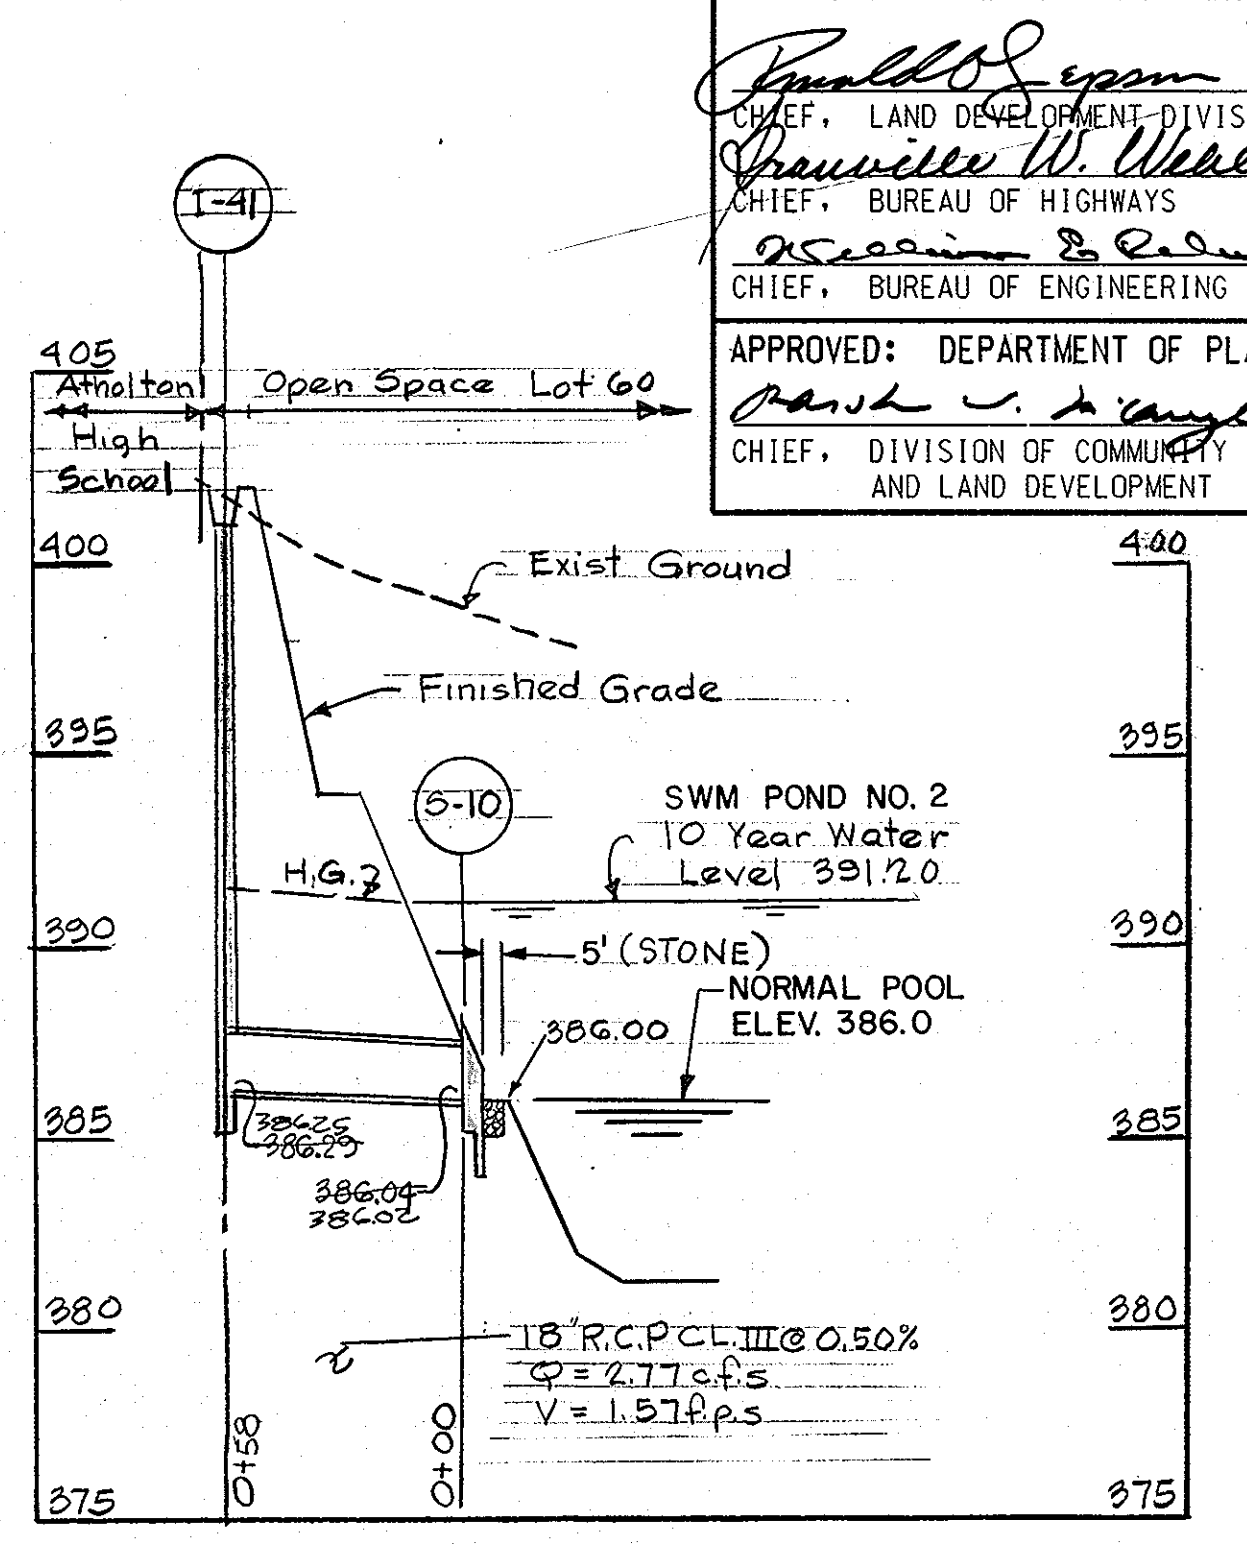 CHIEF, LAND DEVELOPMENT DIVIS
CHIEF, BUREAU OF HIGHWAYS
CHIEF, BUREAU OF ENGINEERING
APPROVED: DEPARTMENT OF PLA
CHIEF, DIVISION OF COMMUNITY
AND LAND DEVELOPMENT
I-41
405
Atholton
High
School
Open Space Lot 60
400
400
Exist Ground
Finished Grade
395
395
S-10
SWM POND NO. 2
10 Year Water
Level 391.20
H.G.
390
390
5' (STONE)
NORMAL POOL
ELEV. 386.0
386.00
385
385
386.25
386.29
386.04
386.02
380
380
18" R.C.P CL.III @ 0.50%
Q = 2.77 c.f.s
V = 1.57 f.p.s
0+58
0+00
375
375